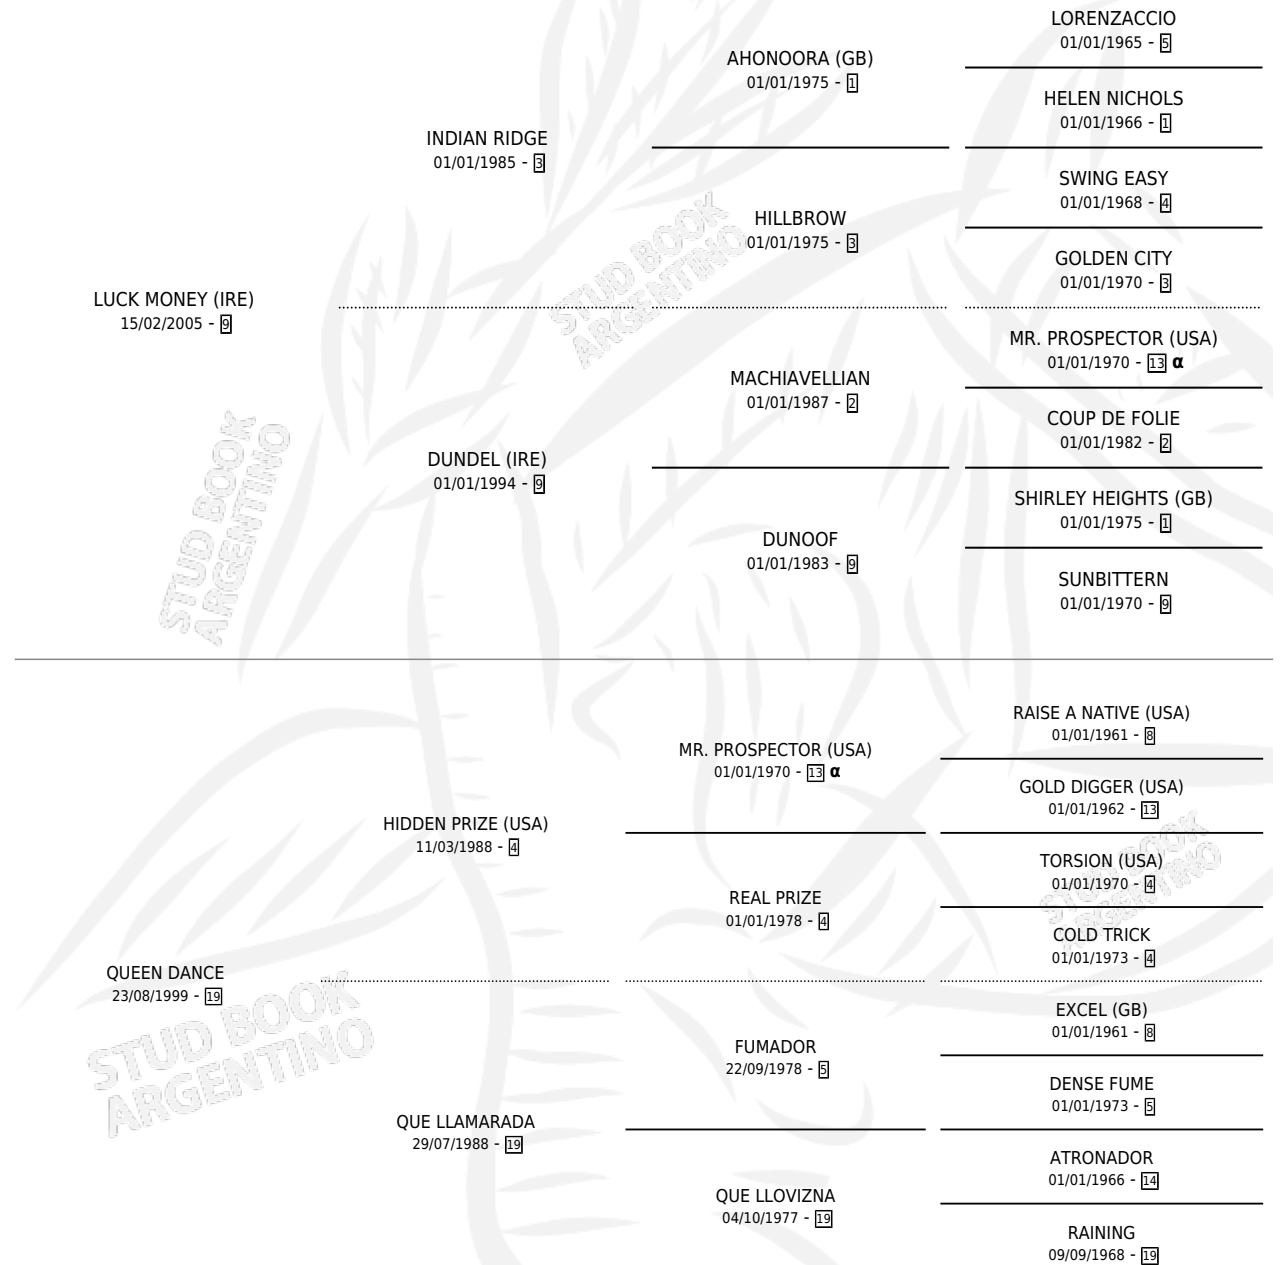 LORENZACCIO
01/01/1965 - 5
AHONOORA (GB)
01/01/1975 - 1
HELEN NICHOLS
01/01/1966 - 1
INDIAN RIDGE
01/01/1985 - 3
SWING EASY
01/01/1968 - 4
HILLBROW
01/01/1975 - 3
GOLDEN CITY
01/01/1970 - 3
LUCK MONEY (IRE)
15/02/2005 - 9
MR. PROSPECTOR (USA)
01/01/1970 - 13 α
MACHIAVELLIAN
01/01/1987 - 2
COUP DE FOLIE
01/01/1982 - 2
DUNDEL (IRE)
01/01/1994 - 9
SHIRLEY HEIGHTS (GB)
01/01/1975 - 1
DUNOOF
01/01/1983 - 9
SUNBITTERN
01/01/1970 - 9
RAISE A NATIVE (USA)
01/01/1961 - 8
MR. PROSPECTOR (USA)
01/01/1970 - 13 α
GOLD DIGGER (USA)
01/01/1962 - 13
HIDDEN PRIZE (USA)
11/03/1988 - 4
TORSION (USA)
01/01/1970 - 4
REAL PRIZE
01/01/1978 - 4
COLD TRICK
01/01/1973 - 4
QUEEN DANCE
23/08/1999 - 19
EXCEL (GB)
01/01/1961 - 8
FUMADOR
22/09/1978 - 5
DENSE FUME
01/01/1973 - 5
QUE LLAMARADA
29/07/1988 - 19
ATRONADOR
01/01/1966 - 14
QUE LLOVIZNA
04/10/1977 - 19
RAINING
09/09/1968 - 19
STUD BOOK
ARGENTINO
STUD BOOK
ARGENTINO
STUD BOOK
ARGENTINO
STUD BOOK
ARGENTINO